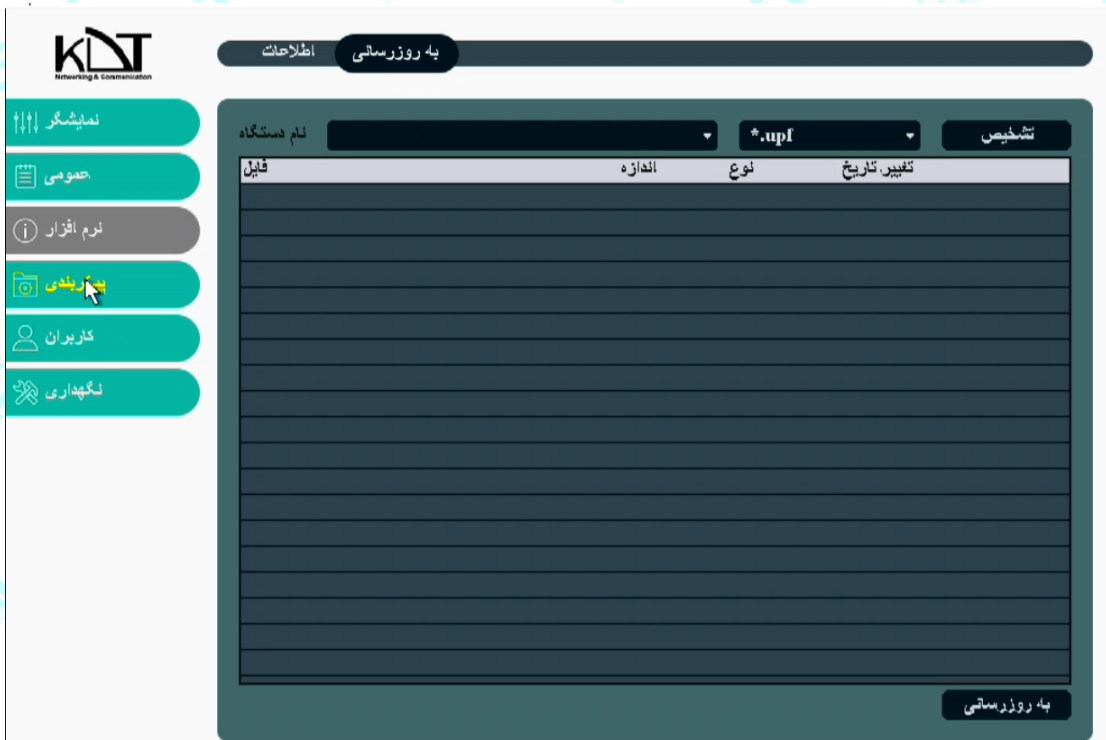 KDT
Networking & Communication
اطلاعات
به روزرسانی
نمایشگر
عمومی
نرم افزار
پیکربندی
کاربران
نگهداری
نام دستگاه
*.upf
تشخیص
فایل
اندازه
نوع
تغییر تاریخ
به روزرسانی